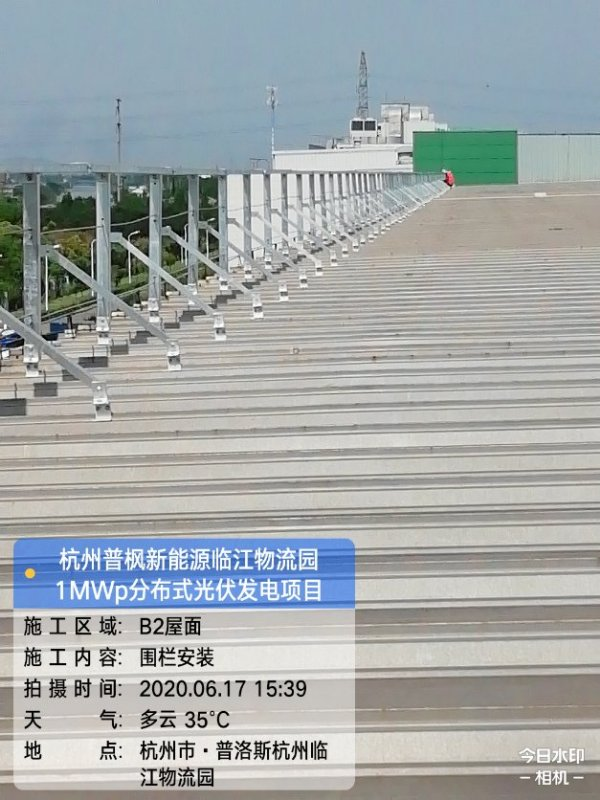 杭州普枫新能源临江物流园
1MWp分布式光伏发电项目
施工区域：B2屋面
施工内容：围栏安装
拍摄时间：2020.06.17 15:39
天气：多云 35℃
地点：杭州市·普洛斯杭州临
江物流园
今日水印
－相机－